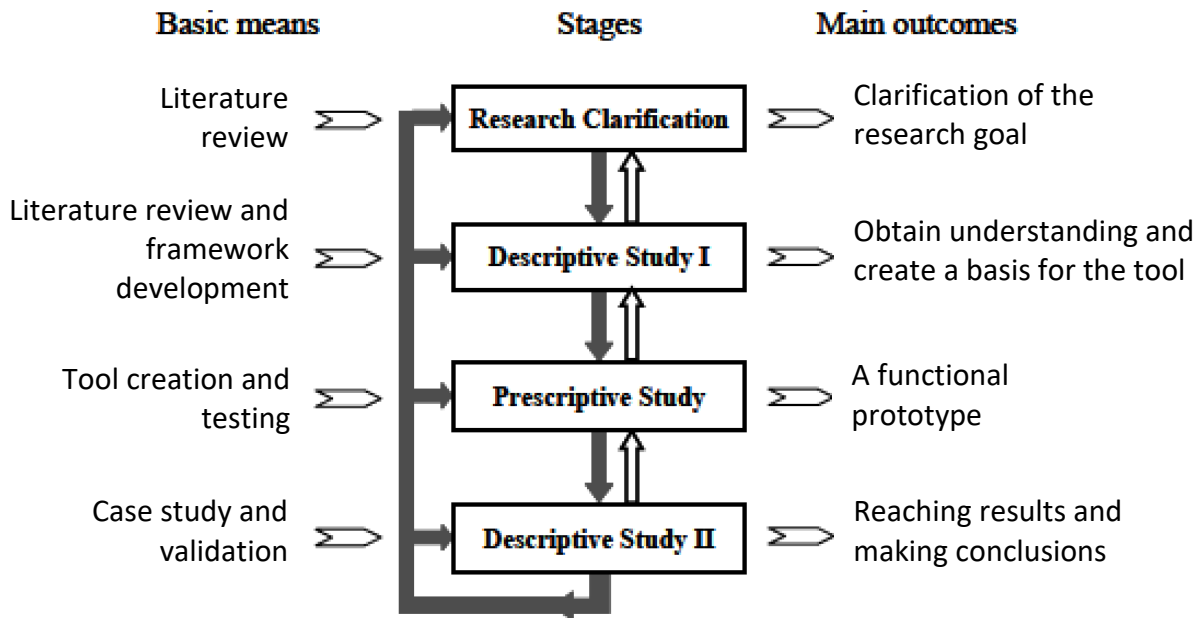 Basic means
Stages
Main outcomes
Literature
review
Research Clarification
Clarification of the
research goal
Literature review and
framework
development
Descriptive Study I
Obtain understanding and
create a basis for the tool
Tool creation and
testing
Prescriptive Study
A functional
prototype
Case study and
validation
Descriptive Study II
Reaching results and
making conclusions